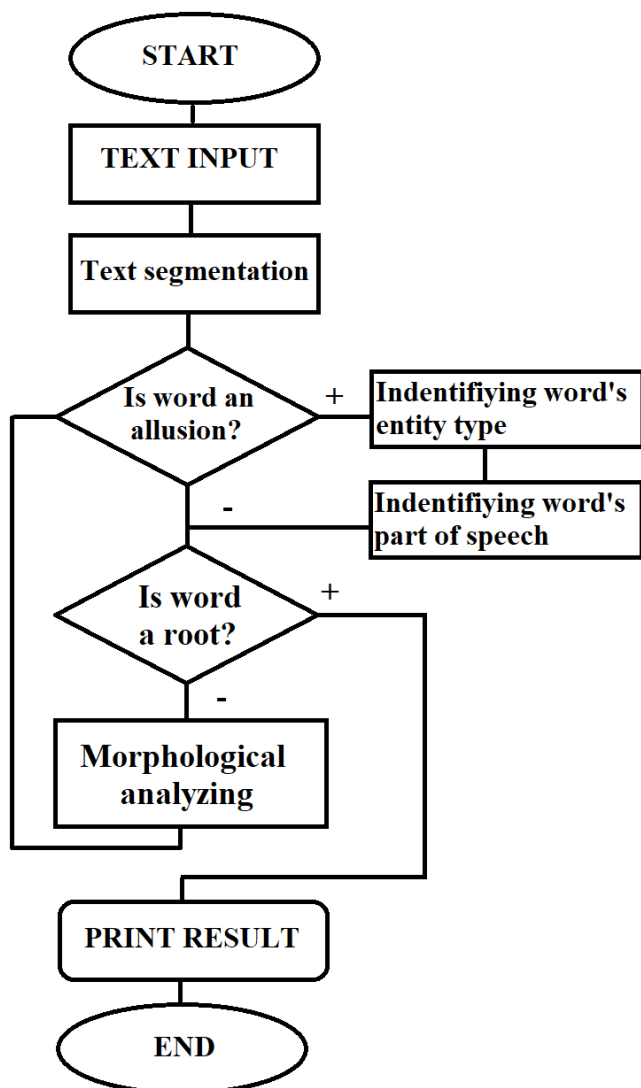 START
TEXT INPUT
Text segmentation
Is word an
allusion?
+
Indentifiying word's
entity type
-
Indentifiying word's
part of speech
Is word
a root?
+
-
Morphological
analyzing
PRINT RESULT
END